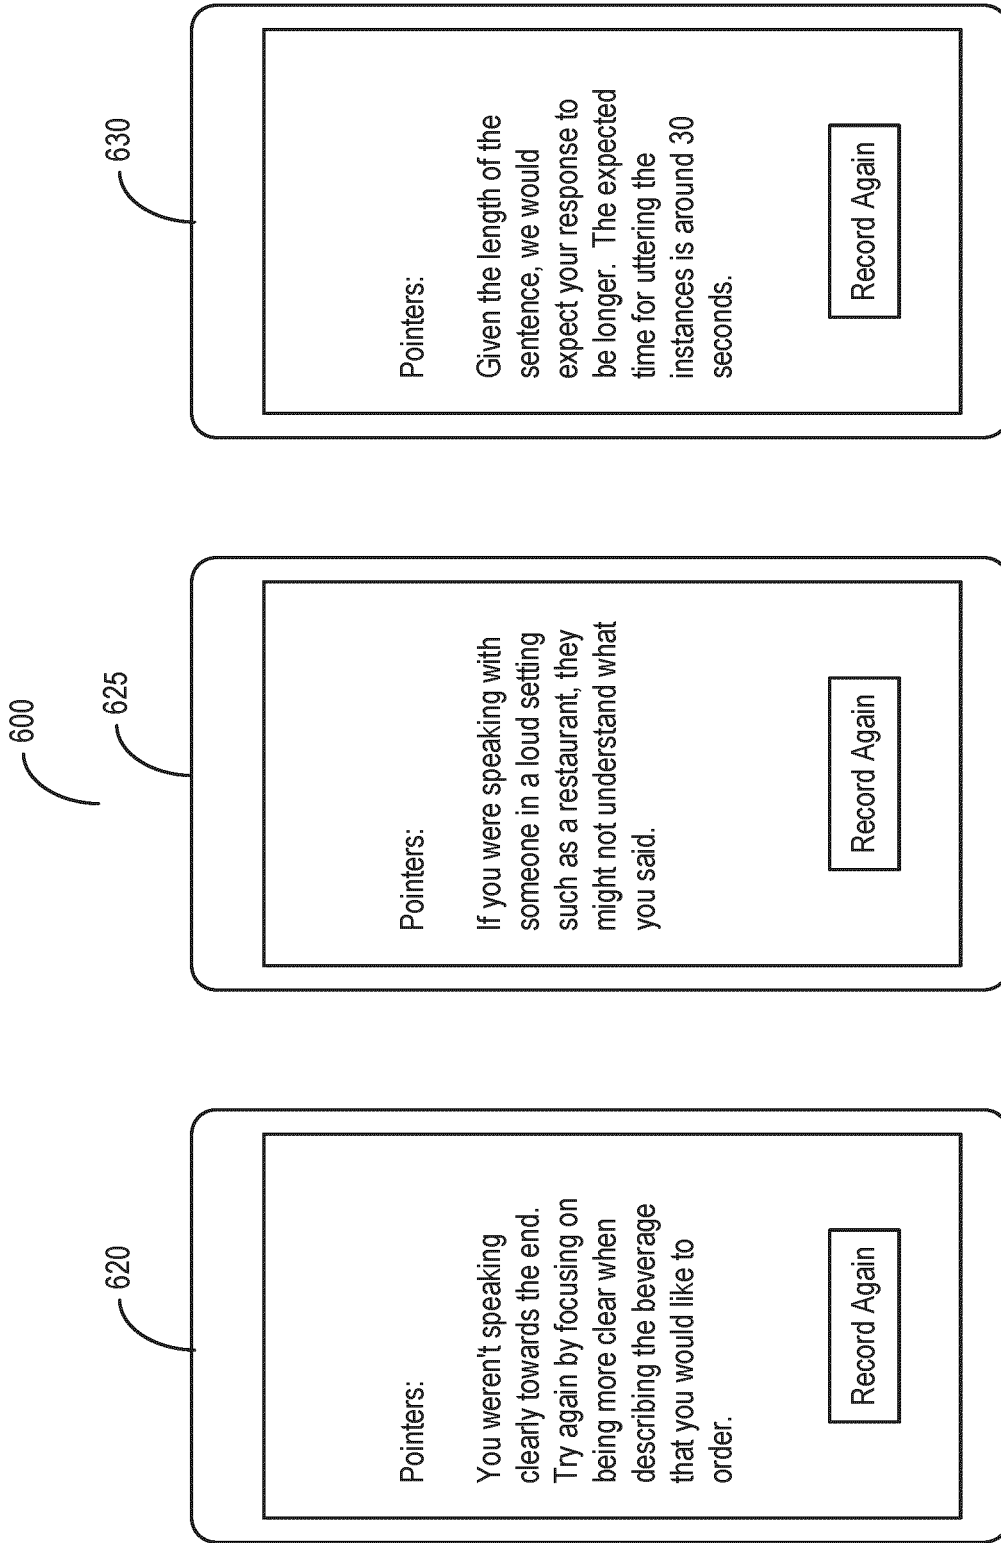 600
620
Pointers:
You weren't speaking
clearly towards the end.
Try again by focusing on
being more clear when
describing the beverage
that you would like to
order.
Record Again
625
Pointers:
If you were speaking with
someone in a loud setting
such as a restaurant, they
might not understand what
you said.
Record Again
630
Pointers:
Given the length of the
sentence, we would
expect your response to
be longer. The expected
time for uttering the
instances is around 30
seconds.
Record Again